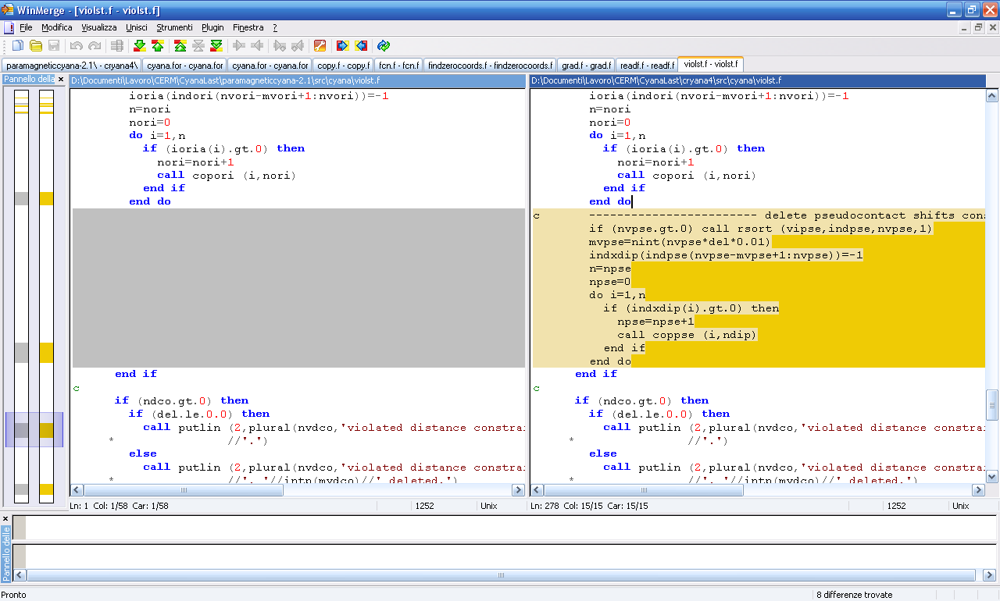 WinMerge - [violst.f - violst.f]
File Modifica Visualizza Unisci Strumenti Plugin Finestra ?
paramagneticcyana-2.1\ - cryana4\ cyana.for - cyana.for cyana.for - cyana.for copy.f - copy.f fcn.f - fcn.f findzerocoords.f - findzerocoords.f grad.f - grad.f readf.f - readf.f violst.f - violst.f
Pannello della
D:\Documenti\Lavoro\CERM\CyanaLast\paramagneticcyana-2.1\src\cyana\violst.f
ioria(indori(nvori-mvori+1:nvori))=-1
n=nori
nori=0
do i=1,n
if (ioria(i).gt.0) then
nori=nori+1
call copori (i,nori)
end if
end do
end if
c
if (ndco.gt.0) then
if (del.le.0.0) then
call putlin (2,plural(nvdco,'violated distance constrai
* //'.')
else
call putlin (2,plural(nvdco,'violated distance constrai
* //', '//intn(mvdco)//' deleted.')
Ln: 1 Col: 1/58 Car: 1/58 1252 Unix
D:\Documenti\Lavoro\CERM\CyanaLast\cryana4\src\cyana\violst.f
ioria(indori(nvori-mvori+1:nvori))=-1
n=nori
nori=0
do i=1,n
if (ioria(i).gt.0) then
nori=nori+1
call copori (i,nori)
end if
end do
c ------------------------ delete pseudocontact shifts con
if (nvpse.gt.0) call rsort (vipse,indpse,nvpse,1)
mvpse=nint(nvpse*del*0.01)
indxdip(indpse(nvpse-mvpse+1:nvpse))=-1
n=npse
npse=0
do i=1,n
if (indxdip(i).gt.0) then
npse=npse+1
call coppse (i,ndip)
end if
end do
end if
c
if (ndco.gt.0) then
if (del.le.0.0) then
call putlin (2,plural(nvdco,'violated distance constrai
* //'.')
else
call putlin (2,plural(nvdco,'violated distance constrai
* //', '//intn(mvdco)//' deleted.')
Ln: 278 Col: 15/15 Car: 15/15 1252 Unix
Pannello delle
Pronto 8 differenze trovate